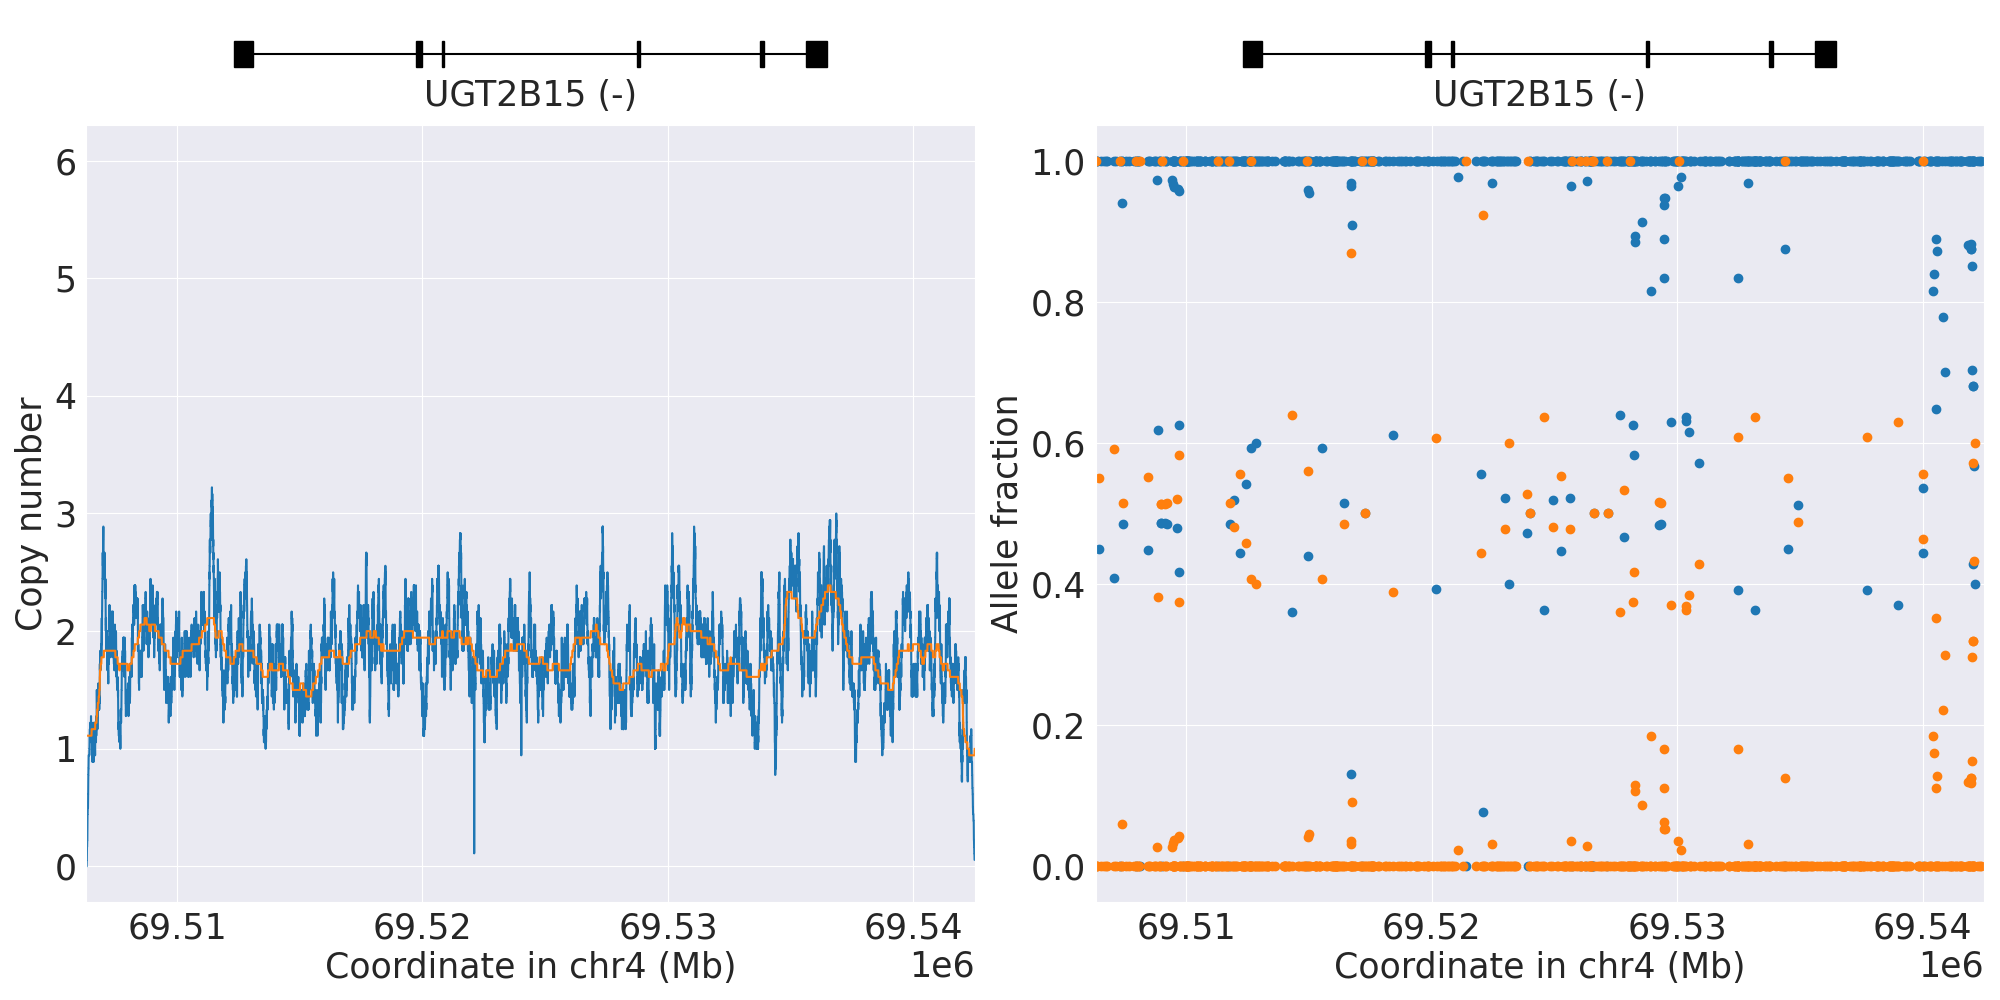 UGT2B15 (-)
6
5
4
3
2
1
0
Copy number
69.51 69.52 69.53 69.54
Coordinate in chr4 (Mb)
1e6
UGT2B15 (-)
1.0
0.8
0.6
0.4
0.2
0.0
Allele fraction
69.51 69.52 69.53 69.54
Coordinate in chr4 (Mb)
1e6